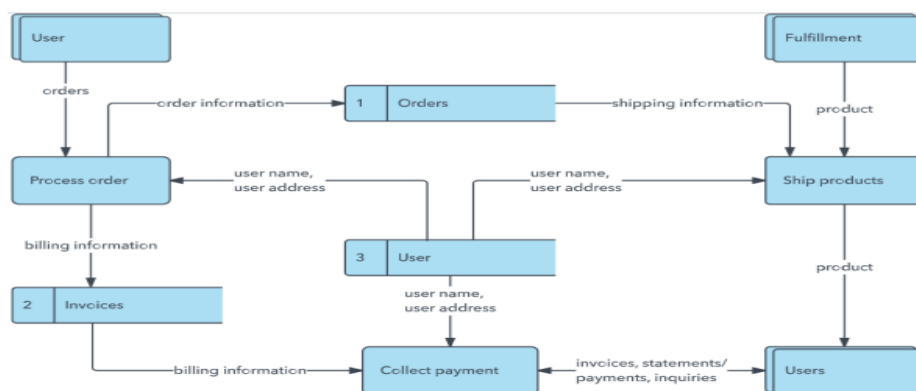 User
Fulfillment
orders
order information
1 Orders
shipping information
product
Process order
user name,
user address
user name,
user address
Ship products
billing information
3 User
product
2 Invoices
user name,
user address
billing information
Collect payment
invoices, statements/
payments, inquiries
Users